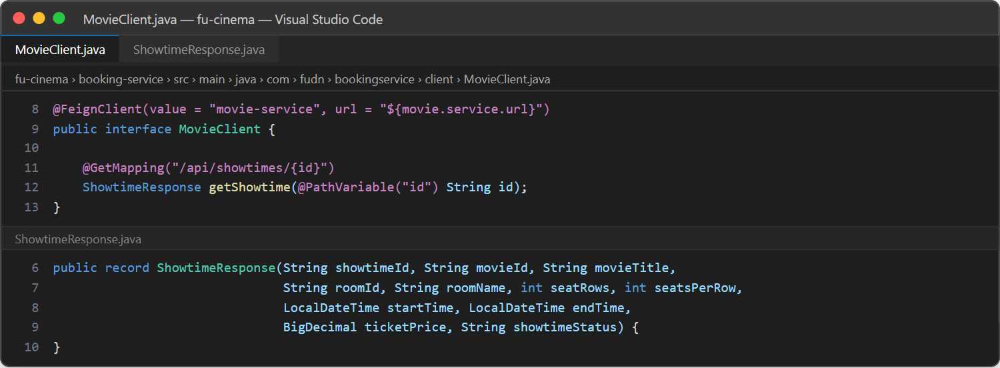 MovieClient.java — fu-cinema — Visual Studio Code
MovieClient.java ShowtimeResponse.java
fu-cinema › booking-service › src › main › java › com › fudn › bookingservice › client › MovieClient.java
8 @FeignClient(value = "movie-service", url = "${movie.service.url}")
9 public interface MovieClient {
10
11     @GetMapping("/api/showtimes/{id}")
12     ShowtimeResponse getShowtime(@PathVariable("id") String id);
13 }
ShowtimeResponse.java
6 public record ShowtimeResponse(String showtimeId, String movieId, String movieTitle,
7                                String roomId, String roomName, int seatRows, int seatsPerRow,
8                                LocalDateTime startTime, LocalDateTime endTime,
9                                BigDecimal ticketPrice, String showtimeStatus) {
10 }